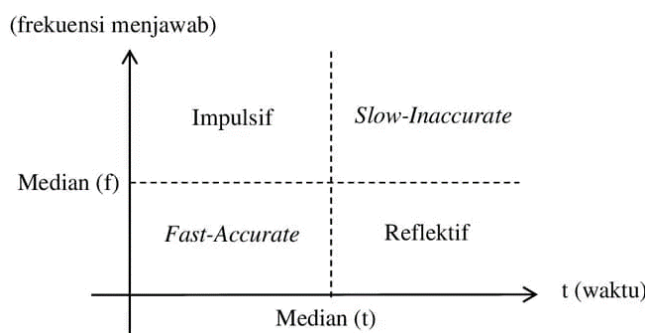 (frekuensi menjawab)
Impulsif
Slow-Inaccurate
Median (f)
Fast-Accurate
Reflektif
t (waktu)
Median (t)